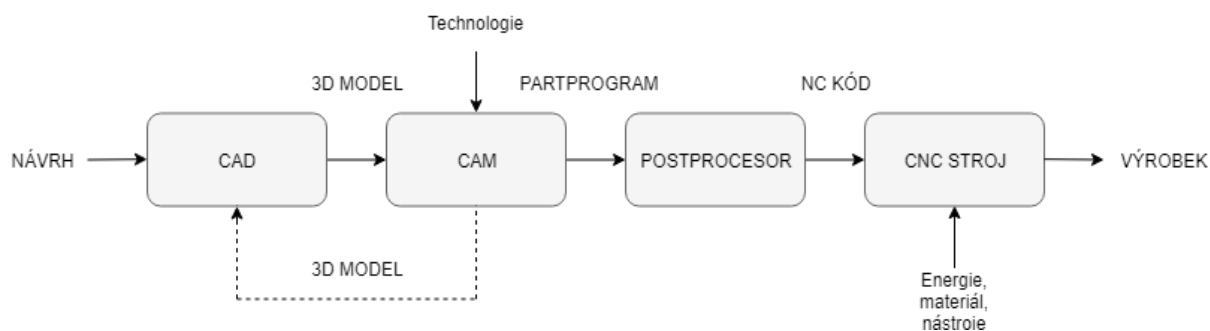 Technologie
3D MODEL
PARTPROGRAM
NC KÓD
NÁVRH
CAD
CAM
POSTPROCESOR
CNC STROJ
VÝROBEK
3D MODEL
Energie,
materiál,
nástroje